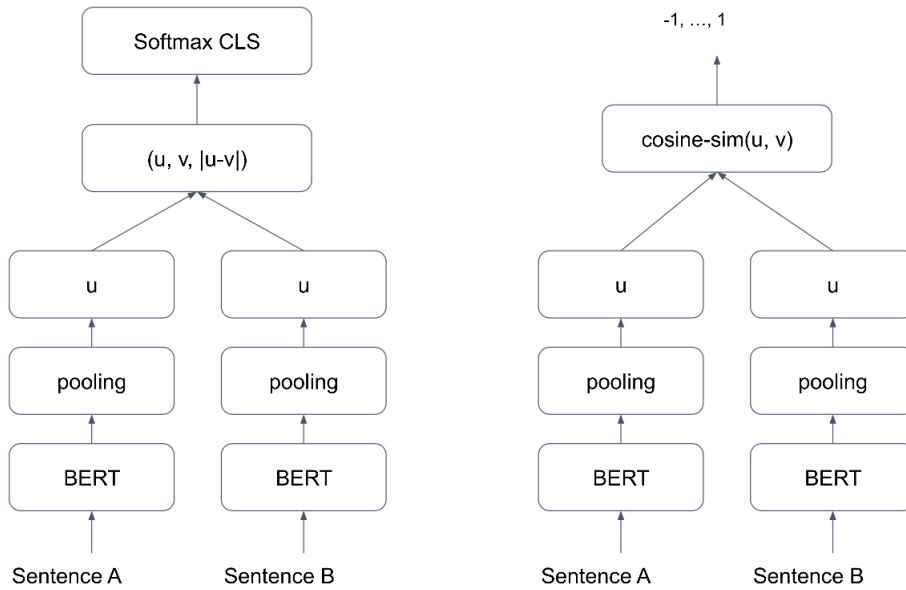 Softmax CLS
(u, v, |u-v|)
u
u
pooling
pooling
BERT
BERT
Sentence A
Sentence B
-1, ..., 1
cosine-sim(u, v)
u
u
pooling
pooling
BERT
BERT
Sentence A
Sentence B